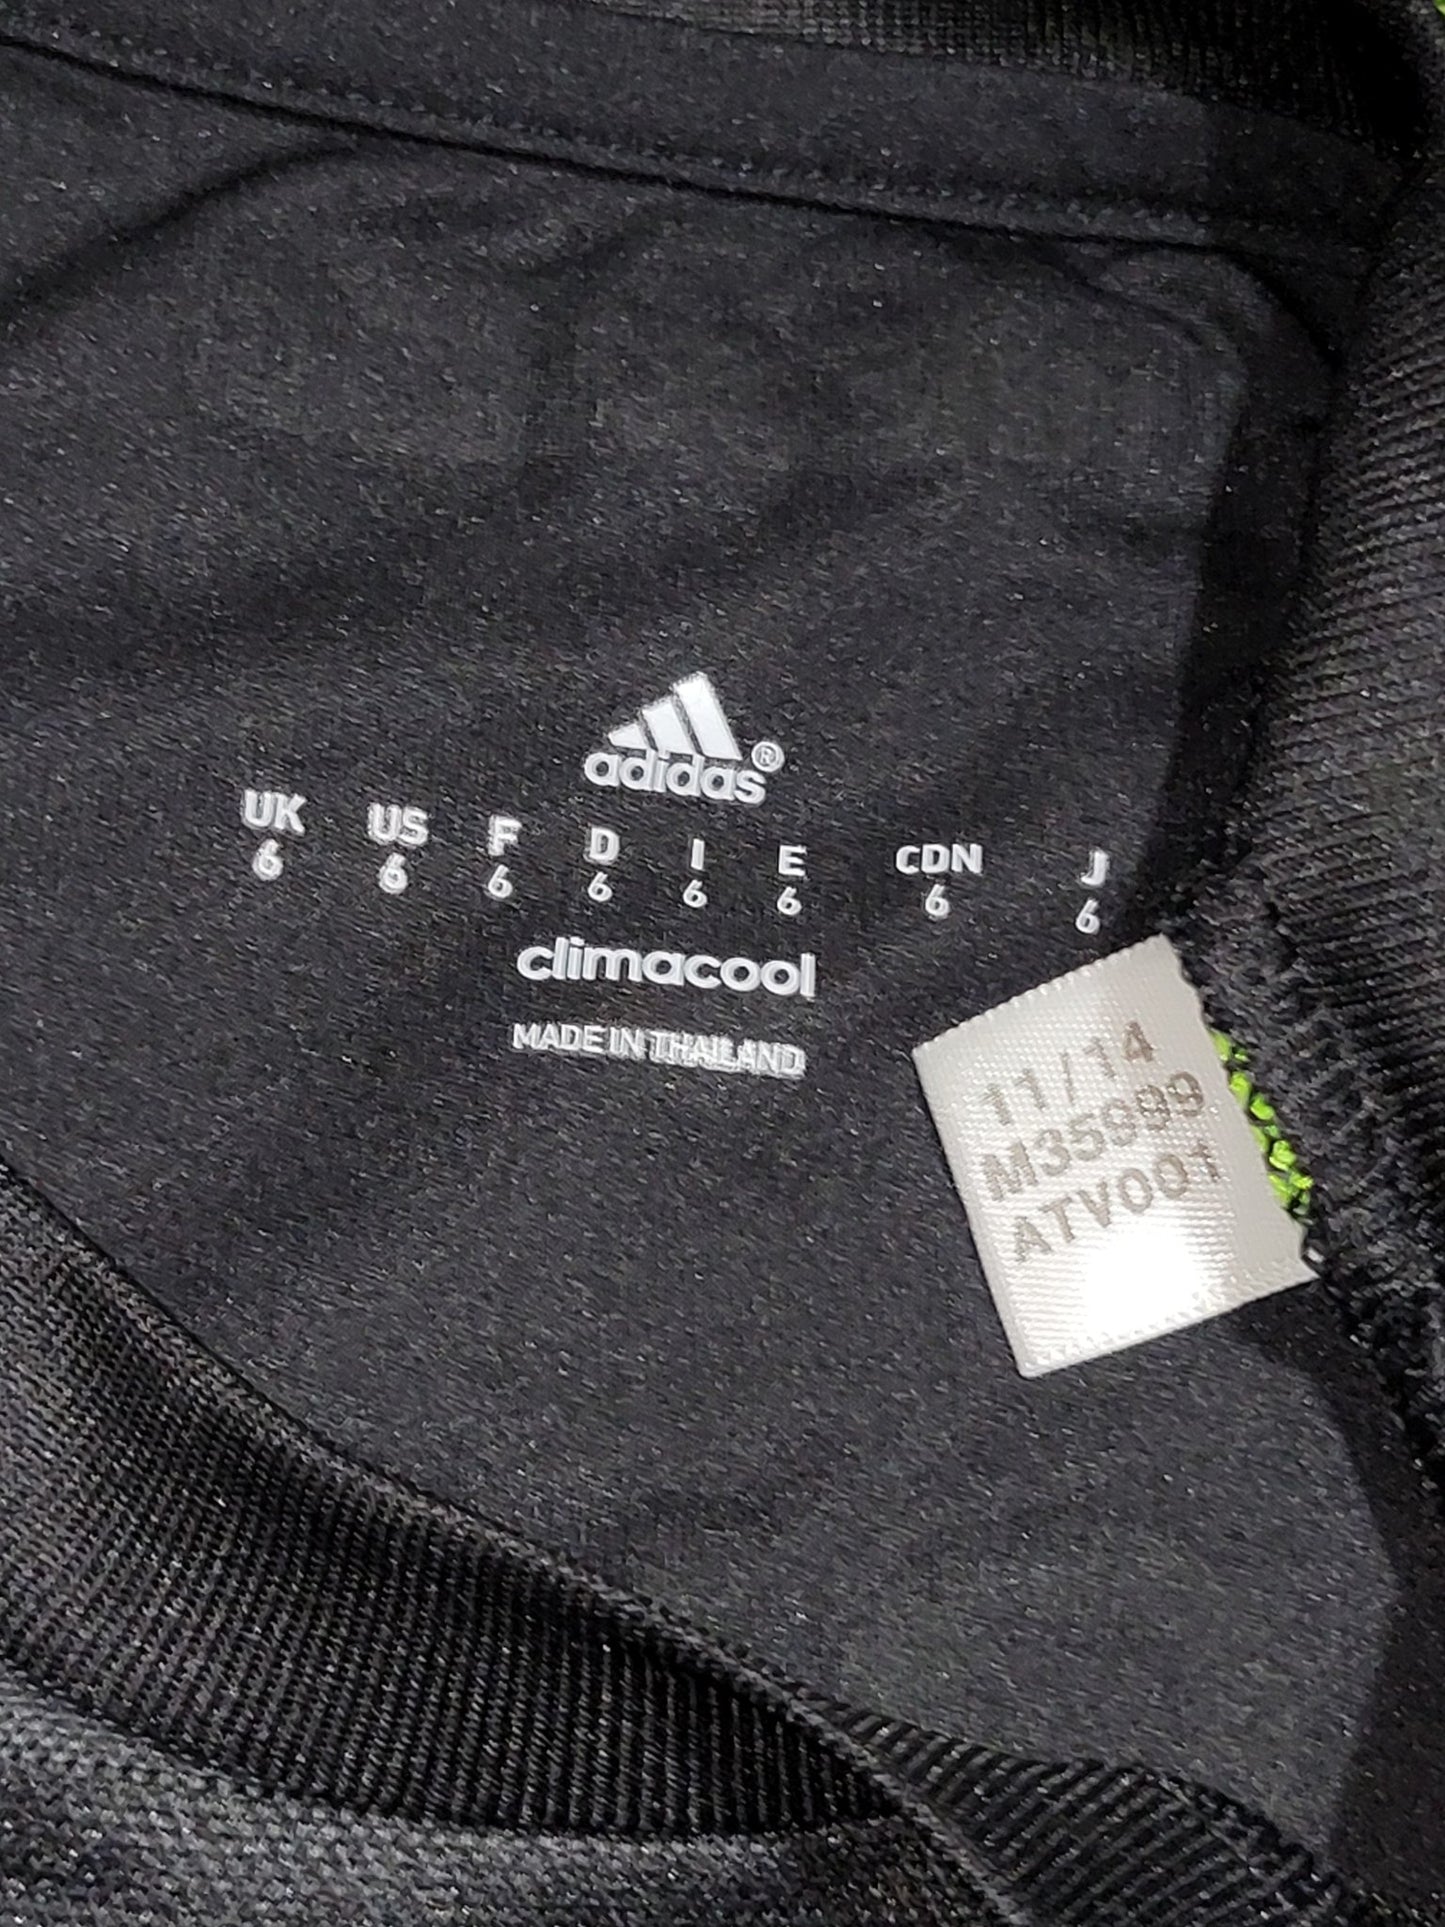 adidas®
UK US F D I E CDN J
6 6 6 6 6 6 6 6
climacool
MADE IN THAILAND
11/14
M35999
ATV001